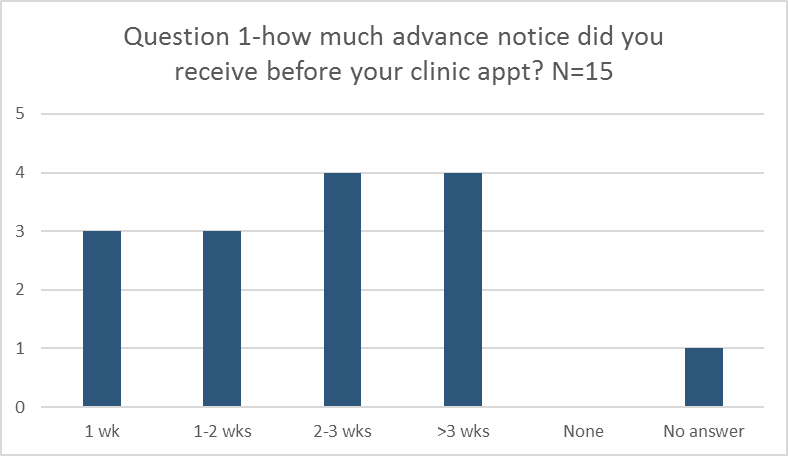 Question 1-how much advance notice did you
receive before your clinic appt? N=15
5
4
3
2
1
0
1 wk
1-2 wks
2-3 wks
>3 wks
None
No answer